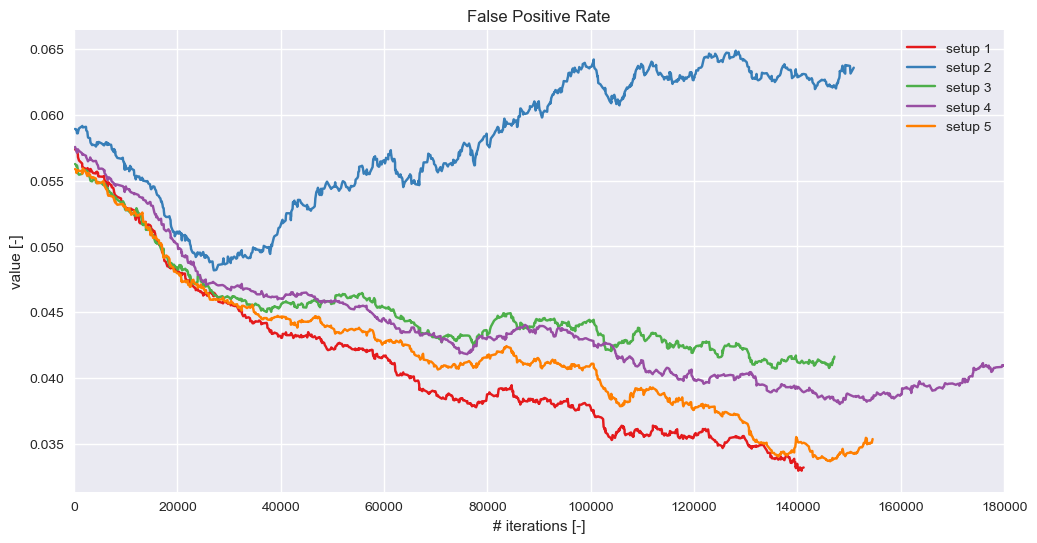 False Positive Rate
0.065
0.060
0.055
0.050
0.045
0.040
0.035
value [-]
setup 1
setup 2
setup 3
setup 4
setup 5
0 20000 40000 60000 80000 100000 120000 140000 160000 180000
# iterations [-]